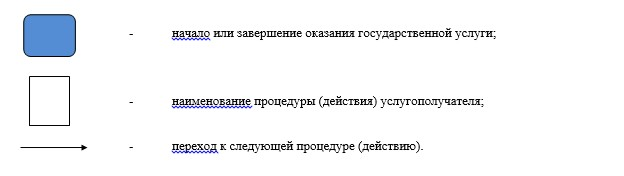 - начало или завершение оказания государственной услуги;
- наименование процедуры (действия) услугополучателя;
- переход к следующей процедуре (действию).